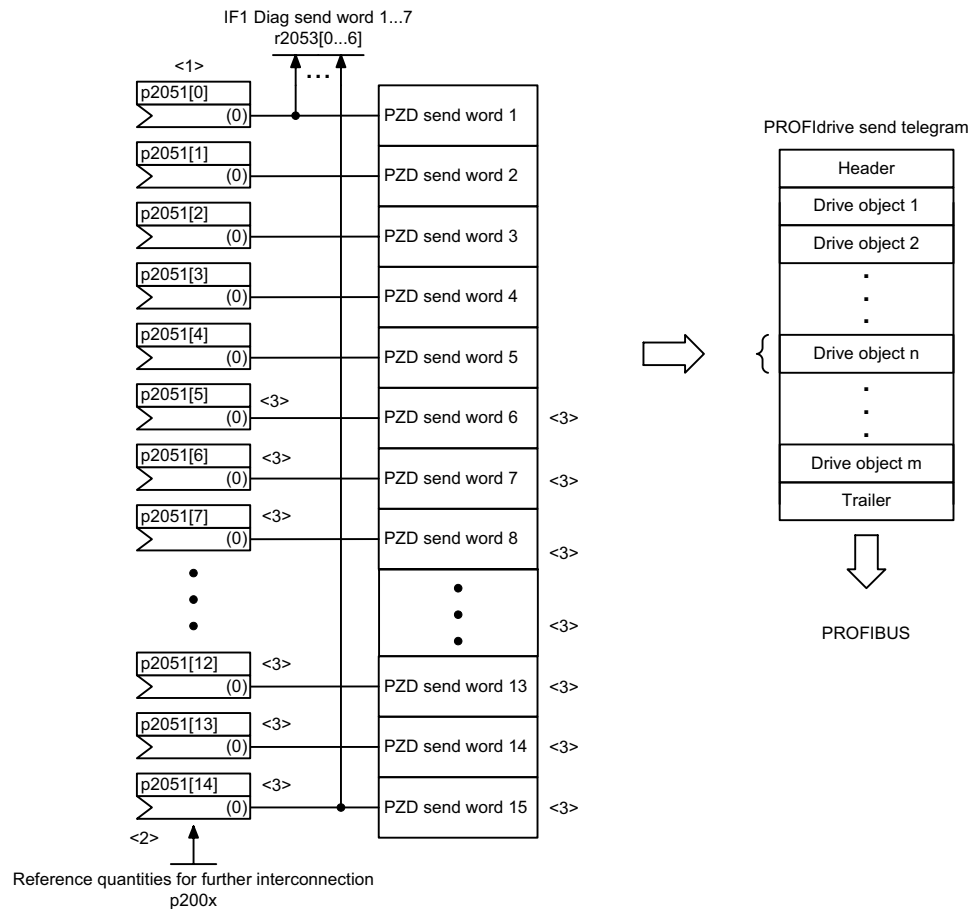 IF1 Diag send word 1...7
r2053[0...6]
<1>
...
p2051[0]
(0)
PZD send word 1
p2051[1]
(0)
PZD send word 2
p2051[2]
(0)
PZD send word 3
p2051[3]
(0)
PZD send word 4
p2051[4]
(0)
PZD send word 5
p2051[5]
<3>
(0)
PZD send word 6
<3>
p2051[6]
<3>
(0)
PZD send word 7
<3>
p2051[7]
<3>
(0)
PZD send word 8
<3>
<3>
p2051[12]
<3>
(0)
PZD send word 13
<3>
p2051[13]
<3>
(0)
PZD send word 14
<3>
p2051[14]
<3>
(0)
PZD send word 15
<3>
<2>
Reference quantities for further interconnection
p200x
PROFIdrive send telegram
Header
Drive object 1
Drive object 2
Drive object n
Drive object m
Trailer
PROFIBUS